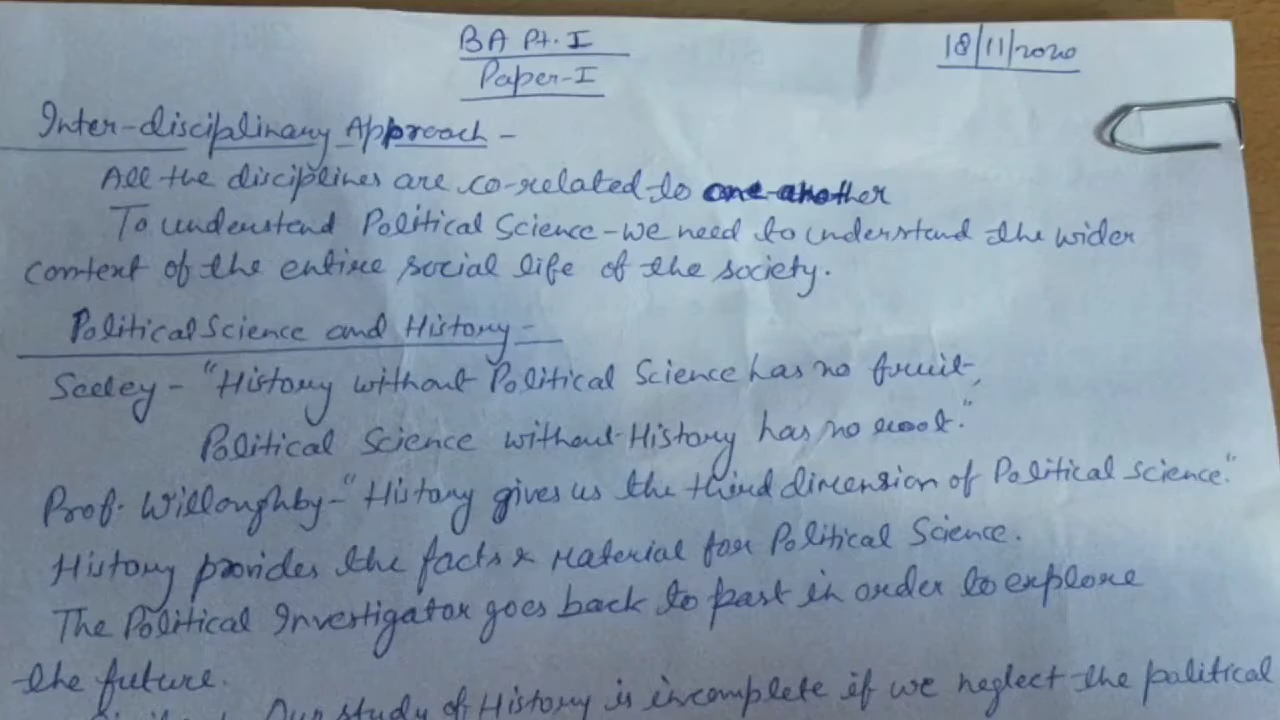 BA Pt. I
18/11/2020
Paper-I
Inter-disciplinary Approach -
All the disciplines are co-related to one another
To understand Political Science - we need to understand the wider
context of the entire social life of the society.
Political Science and History -
Seeley - "History without Political Science has no fruit,
Political Science without History has no root."
Prof. Willoughby - "History gives us the third dimension of Political Science."
History provides the facts & material for Political Science.
The Political Investigator goes back to past in order to explore
the future.
Our study of History is incomplete if we neglect the political